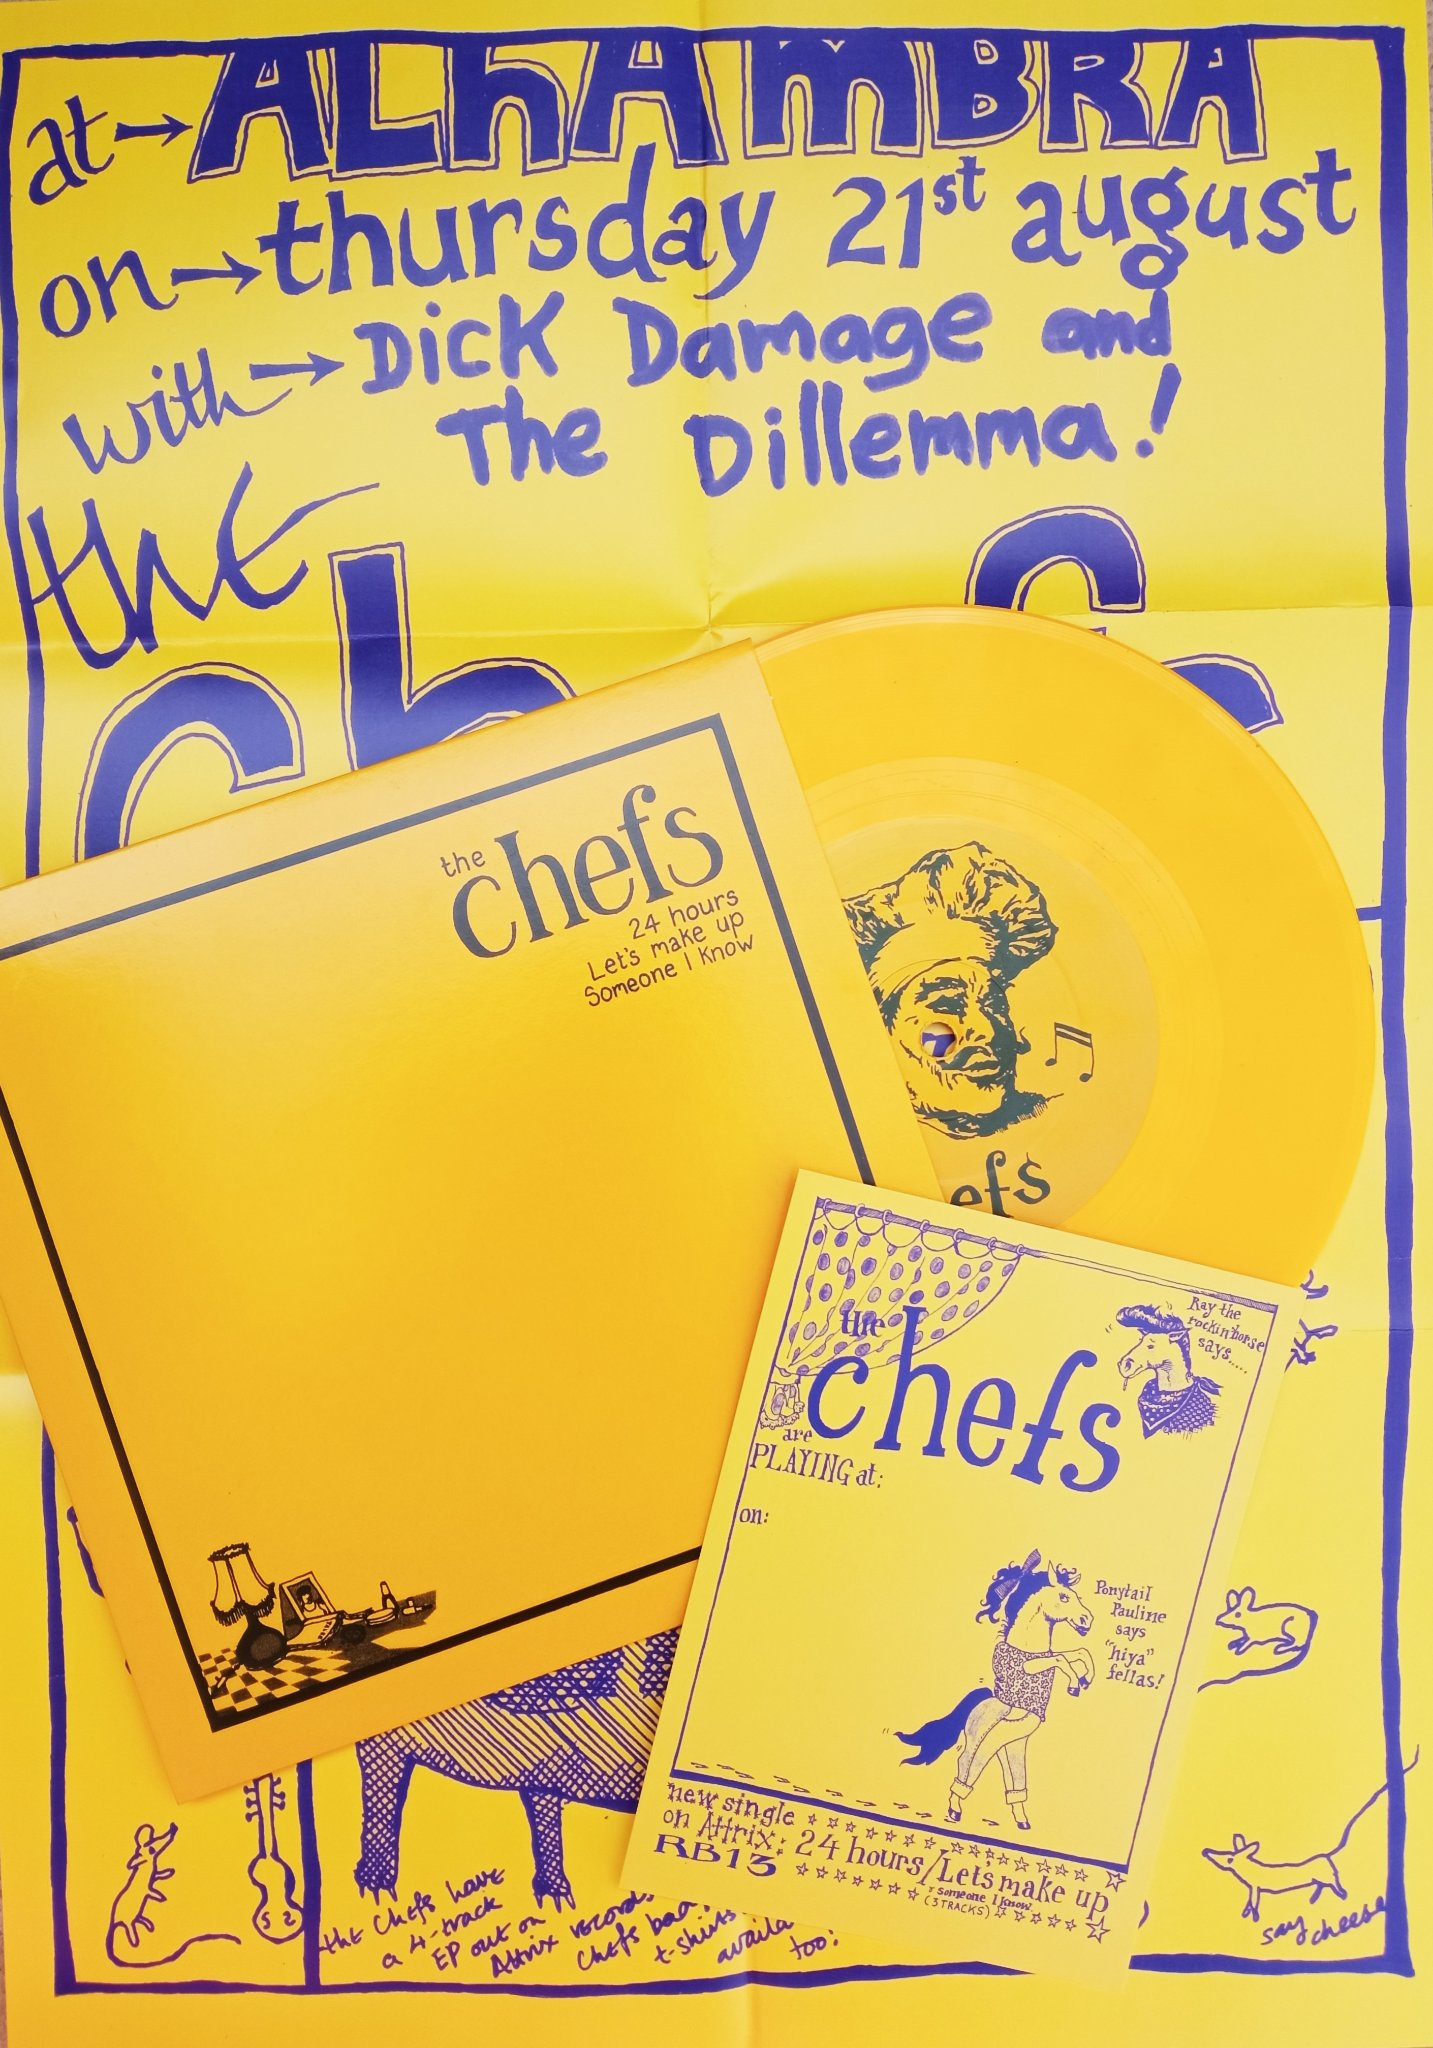 at→ ALhAMBRA
on→thursday 21st august
with→ Dick Damage and
The Dillemma!
the
ch
the
chefs
24 hours
Let's make up
Someone I know
efs
the
chefs
Ray the
rockin'horse
says.....
are
PLAYING at:
on:
Ponytail
Pauline
says
"hiya"
fellas!
new single
on Attrix:
RB13
24 hours/Let's make up
+ someone I know
(3 TRACKS)
the Chefs have
a 4-track
EP out on
Attrix records
Chefs
t-shirts
too:
say cheese